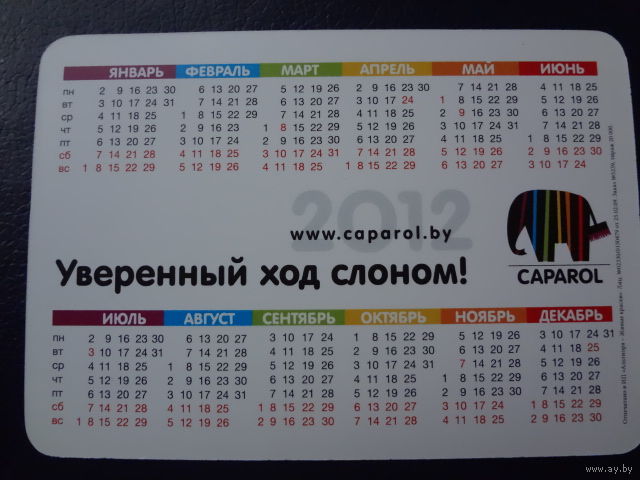 ЯНВАРЬ ФЕВРАЛЬ МАРТ АПРЕЛЬ МАЙ ИЮНЬ
пн 2 9 16 23 30 6 13 20 27 5 12 19 26 2 9 16 23 30 7 14 21 28 4 11 18 25
вт 3 10 17 24 31 7 14 21 28 6 13 20 27 3 10 17 24 1 8 15 22 29 5 12 19 26
ср 4 11 18 25 1 8 15 22 29 7 14 21 28 4 11 18 25 2 9 16 23 30 6 13 20 27
чт 5 12 19 26 2 9 16 23 1 8 15 22 29 5 12 19 26 3 10 17 24 31 7 14 21 28
пт 6 13 20 27 3 10 17 24 2 9 16 23 30 6 13 20 27 4 11 18 25 1 8 15 22 29
сб 7 14 21 28 4 11 18 25 3 10 17 24 31 7 14 21 28 5 12 19 26 2 9 16 23 30
вс 1 8 15 22 29 5 12 19 26 4 11 18 25 1 8 15 22 29 6 13 20 27 3 10 17 24
2012
www.caparol.by
Уверенный ход слоном!
CAPAROL
ИЮЛЬ АВГУСТ СЕНТЯБРЬ ОКТЯБРЬ НОЯБРЬ ДЕКАБРЬ
пн 2 9 16 23 30 6 13 20 27 3 10 17 24 1 8 15 22 29 5 12 19 26 3 10 17 24 31
вт 3 10 17 24 31 7 14 21 28 4 11 18 25 2 9 16 23 30 6 13 20 27 4 11 18 25
ср 4 11 18 25 1 8 15 22 29 5 12 19 26 3 10 17 24 31 7 14 21 28 5 12 19 26
чт 5 12 19 26 2 9 16 23 30 6 13 20 27 4 11 18 25 1 8 15 22 29 6 13 20 27
пт 6 13 20 27 3 10 17 24 31 7 14 21 28 5 12 19 26 2 9 16 23 30 7 14 21 28
сб 7 14 21 28 4 11 18 25 1 8 15 22 29 6 13 20 27 3 10 17 24 1 8 15 22 29
вс 1 8 15 22 29 5 12 19 26 2 9 16 23 30 7 14 21 28 4 11 18 25 2 9 16 23 30
www.ay.by